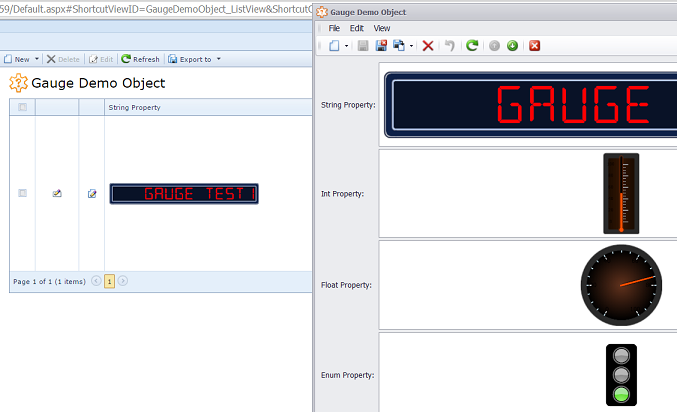 59/Default.aspx#ShortcutViewID=GaugeDemoObject_ListView&ShortcutO
New Delete Edit Refresh Export to
Gauge Demo Object
String Property
GAUGE TEST 1
Page 1 of 1 (1 items) 1
Gauge Demo Object
File Edit View
String Property:
GAUGE
Int Property:
Float Property:
Enum Property: